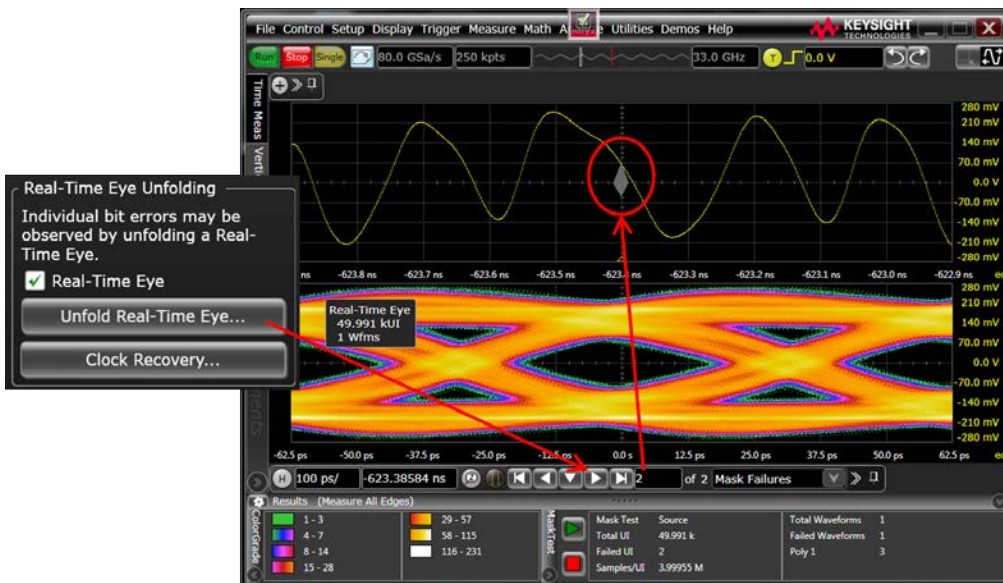 File Control Setup Display Trigger Measure Math Utilities Demos Help
KEYSIGHT
TECHNOLOGIES
Run Stop Single 80.0 GSa/s 250 kpts 33.0 GHz T 0.0 V
Time Meas
280 mV
210 mV
140 mV
70.0 mV
0.0 V
-70.0 mV
-140 mV
-210 mV
-280 mV
Real-Time Eye Unfolding
Individual bit errors may be
observed by unfolding a Real-
Time Eye.
Real-Time Eye
Unfold Real-Time Eye...
Clock Recovery...
ns -623.8 ns -623.7 ns -623.6 ns -623.5 ns -623.3 ns -623.2 ns -623.1 ns -623.0 ns -622.9 ns
Real-Time Eye
49.991 kUI
1 Wfms
280 mV
210 mV
140 mV
70.0 mV
0.0 V
-70.0 mV
-140 mV
-210 mV
-280 mV
-62.5 ps -50.0 ps -37.5 ps -25.0 ps -12.5 ps 0.0 s 12.5 ps 25.0 ps 37.5 ps 50.0 ps 62.5 ps
H 100 ps/ -623.38584 ns 2 of 2 Mask Failures
Results (Measure All Edges)
ColorGrade
1 - 3
4 - 7
8 - 14
15 - 28
29 - 57
58 - 115
116 - 231
MaskTest
Mask Test Source
Total UI 49.991 k
Failed UI 2
Samples/UI 3.99955 M
Total Waveforms 1
Failed Waveforms 1
Poly 1 3